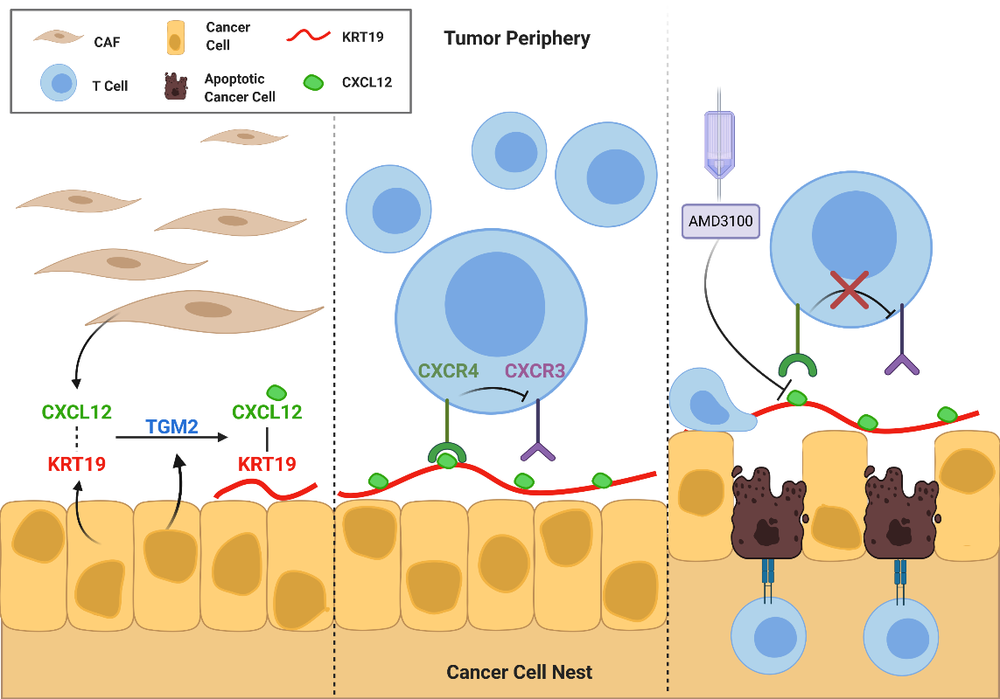 CAF
Cancer
Cell
KRT19
T Cell
Apoptotic
Cancer Cell
CXCL12
Tumor Periphery
AMD3100
CXCR4
CXCR3
CXCL12
KRT19
TGM2
CXCL12
KRT19
Cancer Cell Nest